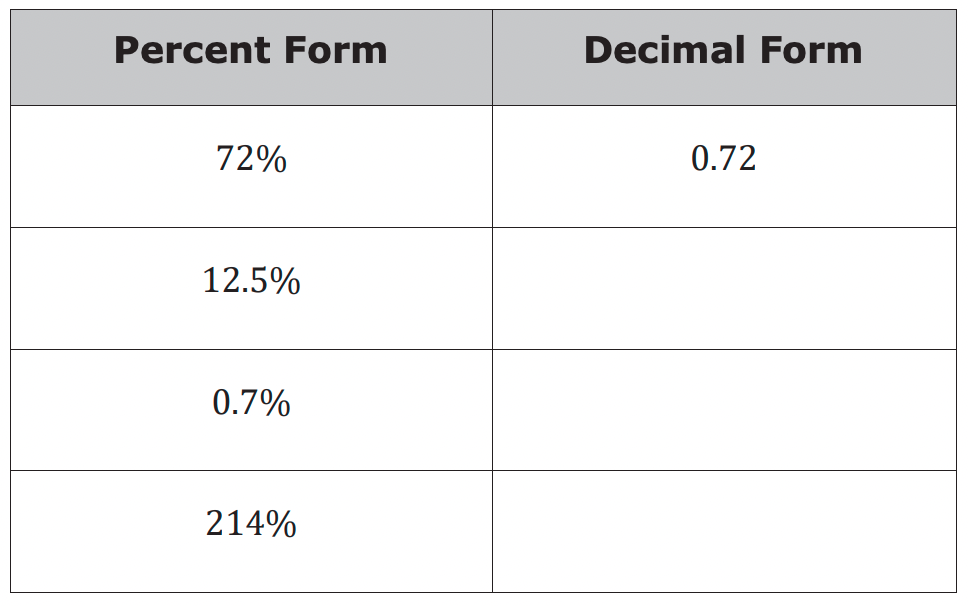 Percent Form Decimal Form
72% 0.72
12.5%
0.7%
214%